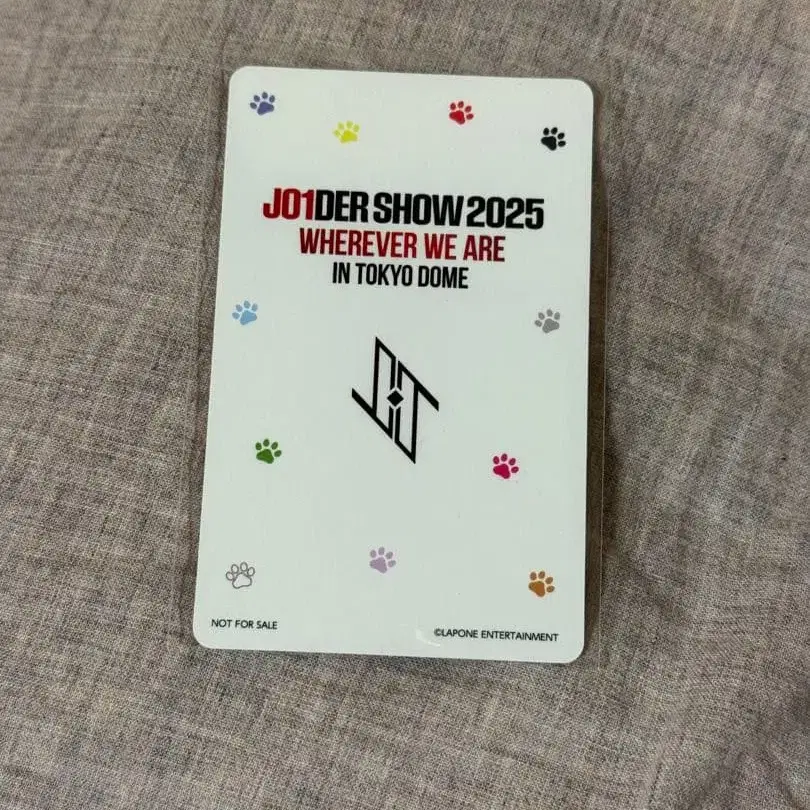 JO1DER SHOW 2025
WHEREVER WE ARE
IN TOKYO DOME
NOT FOR SALE
©LAPONE ENTERTAINMENT